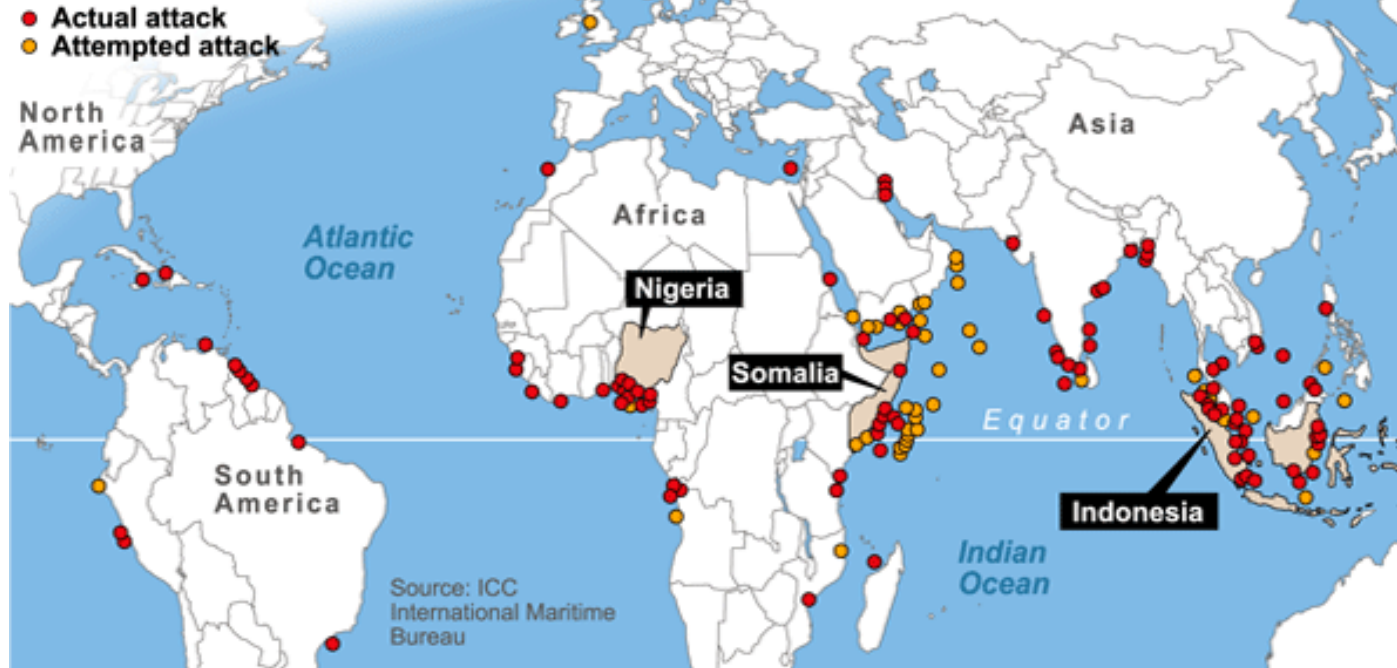 Actual attack
Attempted attack
North
America
Asia
Africa
Atlantic
Ocean
Nigeria
Somalia
Equator
South
America
Indonesia
Indian
Ocean
Source: ICC
International Maritime
Bureau